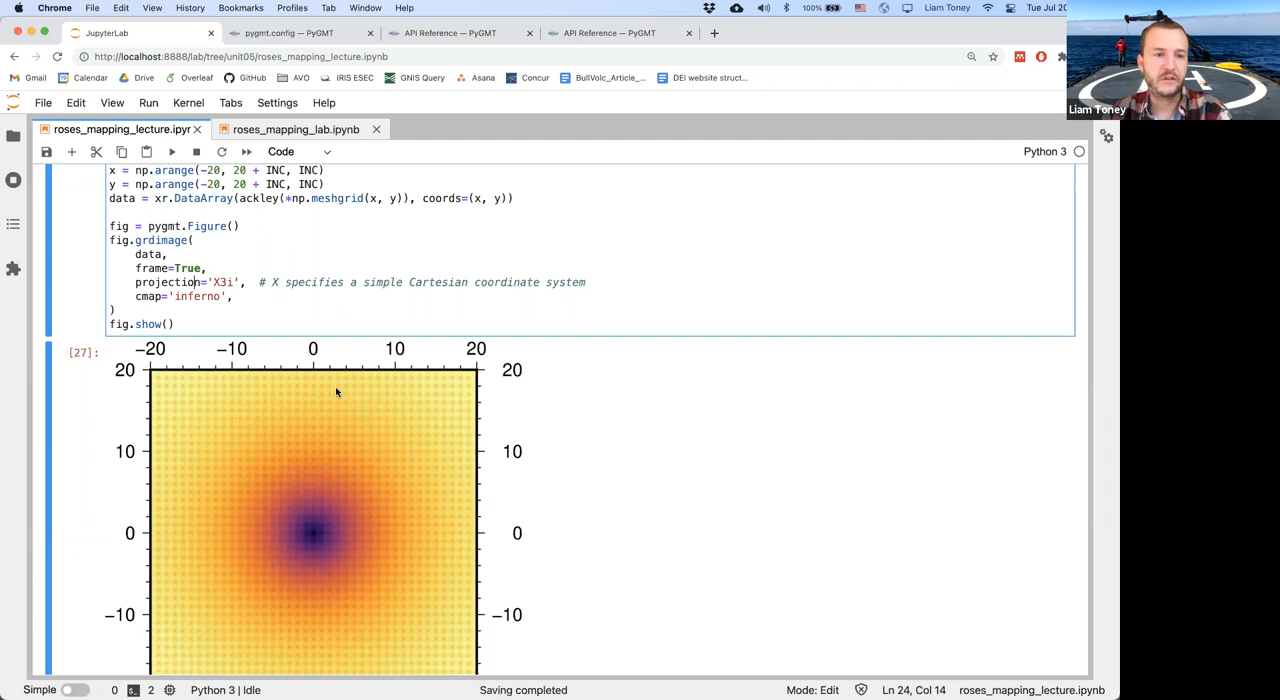 Chrome File Edit View History Bookmarks Profiles Tab Window Help 100% Liam Toney Tue Jul 20
JupyterLab pygmt.config — PyGMT API Reference — PyGMT API Reference — PyGMT
http://localhost:8888/lab/tree/unit05/roses_mapping_lecture.ipynb
Gmail Calendar Drive Overleaf GitHub AVO IRIS ESEC GNIS Query Asana Concur BullVolc_Article_... DEI website struct...
Liam Toney
File Edit View Run Kernel Tabs Settings Help
roses_mapping_lecture.ipyr roses_mapping_lab.ipynb
Code Python 3
x = np.arange(-20, 20 + INC, INC)
y = np.arange(-20, 20 + INC, INC)
data = xr.DataArray(ackley(*np.meshgrid(x, y)), coords=(x, y))
fig = pygmt.Figure()
fig.grdimage(
data,
frame=True,
projection='X3i', # X specifies a simple Cartesian coordinate system
cmap='inferno',
)
fig.show()
[27]:
−20 −10 0 10 20
20 20
10 10
0 0
−10 −10
Simple 0 2 Python 3 | Idle Saving completed Mode: Edit Ln 24, Col 14 roses_mapping_lecture.ipynb